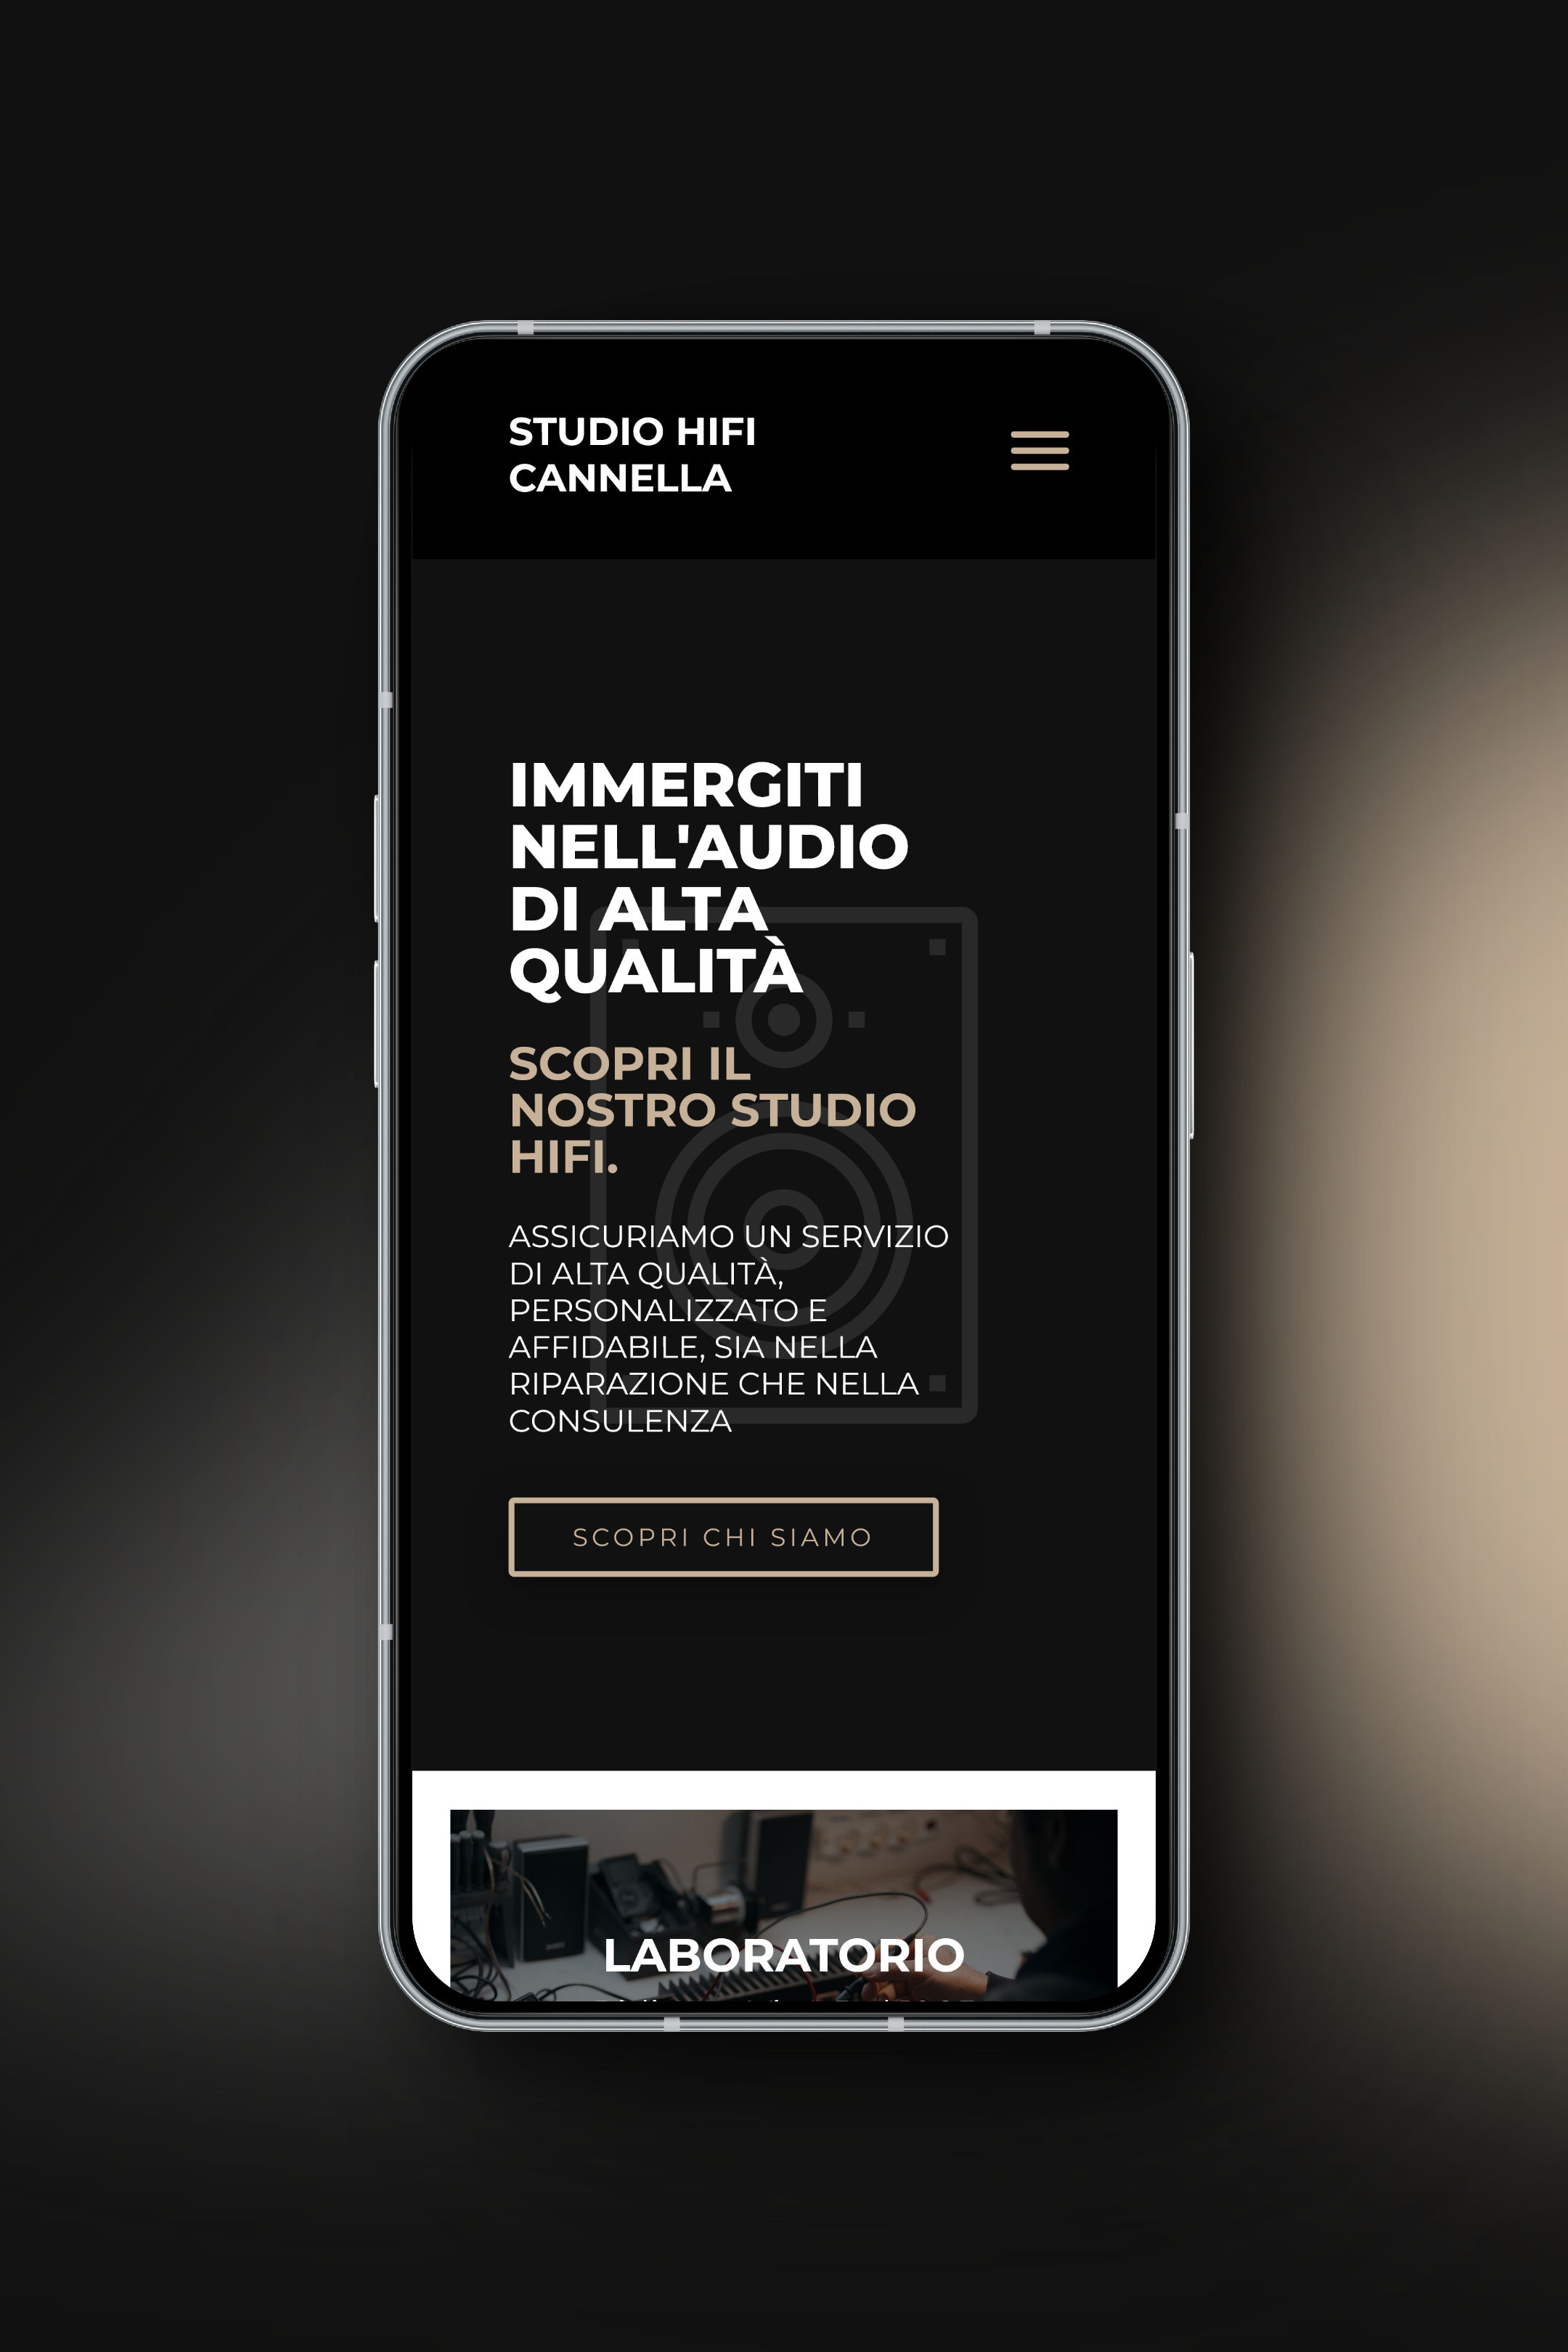 STUDIO HIFI
CANNELLA
IMMERGITI
NELL'AUDIO
DI ALTA
QUALITÀ
SCOPRI IL
NOSTRO STUDIO
HIFI.
ASSICURIAMO UN SERVIZIO
DI ALTA QUALITÀ,
PERSONALIZZATO E
AFFIDABILE, SIA NELLA
RIPARAZIONE CHE NELLA
CONSULENZA
SCOPRI CHI SIAMO
LABORATORIO